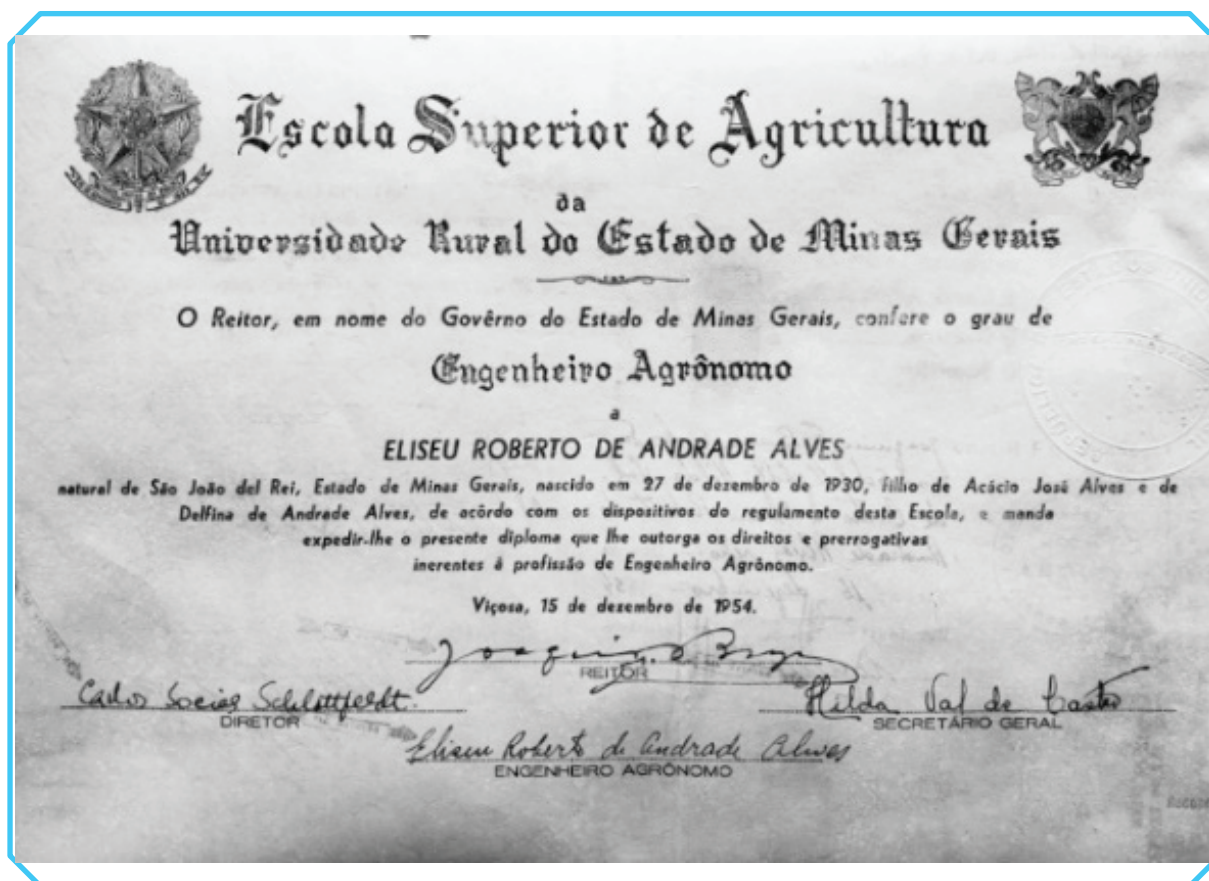 Escola Superior de Agricultura
da
Universidade Rural do Estado de Minas Gerais
O Reitor, em nome do Govêrno do Estado de Minas Gerais, confere o grau de
Engenheiro Agrônomo
a
ELISEU ROBERTO DE ANDRADE ALVES
natural de São João del Rei, Estado de Minas Gerais, nascido em 27 de dezembro de 1930, filho de Acácio José Alves e de
Delfina de Andrade Alves, de acôrdo com os dispositivos do regulamento desta Escola, e manda
expedir-lhe o presente diploma que lhe outorga os direitos e prerrogativas
inerentes à profissão de Engenheiro Agrônomo.
Viçosa, 15 de dezembro de 1954.
Joaquim
REITOR
Carlos Socias Schlottfeldt.
DIRETOR
Hilda Val de Castro
SECRETÁRIO GERAL
Eliseu Roberto de Andrade Alves
ENGENHEIRO AGRÔNOMO